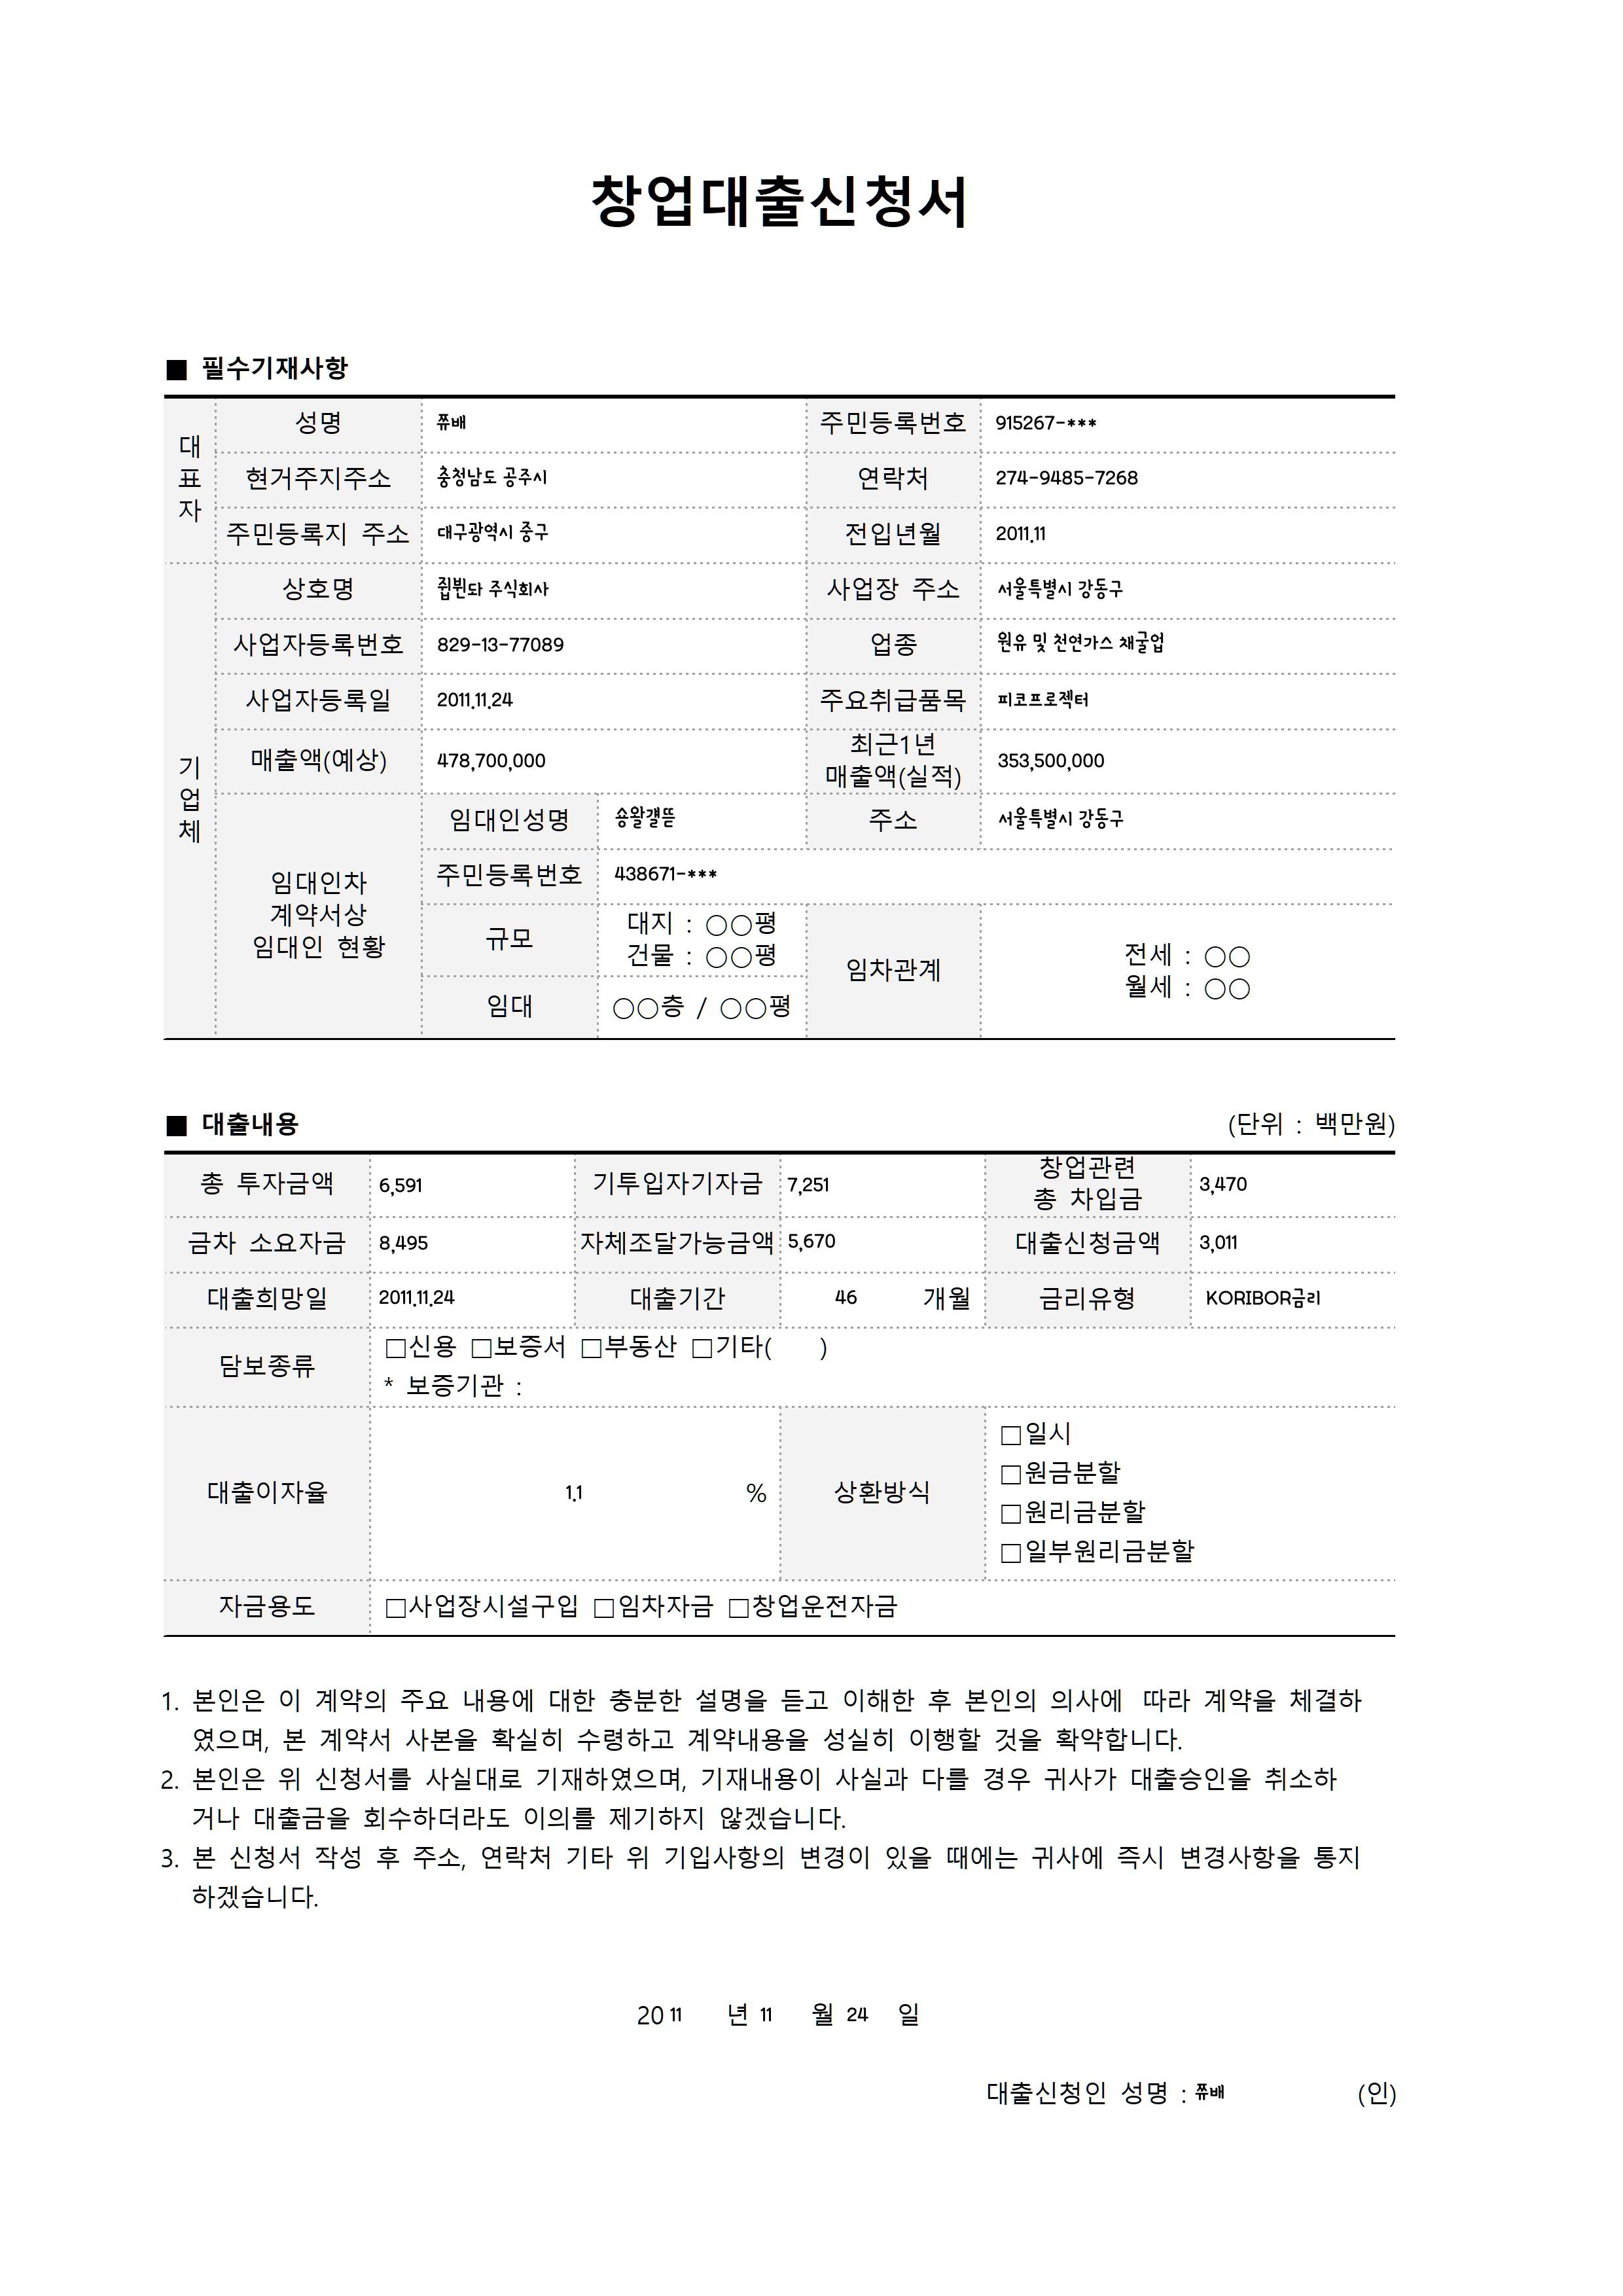 창업대출신청서
■ 필수기재사항
대표자
성명 쮸배 주민등록번호 915267-***
현거주지주소 충청남도 공주시 연락처 274-9485-7268
주민등록지 주소 대구광역시 중구 전입년월 2011.11
기업체
상호명 쥅뷘돠 주식회사 사업장 주소 서울특별시 강동구
사업자등록번호 829-13-77089 업종 원유 및 천연가스 채굴업
사업자등록일 2011.11.24 주요취급품목 피코프로젝터
매출액(예상) 478,700,000 최근1년 매출액(실적) 353,500,000
임대인차
계약서상
임대인 현황
임대인성명 숑왈걀뜯 주소 서울특별시 강동구
주민등록번호 438671-***
규모 대지 : ○○평
건물 : ○○평
임차관계 전세 : ○○
월세 : ○○
임대 ○○층 / ○○평
■ 대출내용 (단위 : 백만원)
총 투자금액 6,591 기투입자기자금 7,251 창업관련 총 차입금 3,470
금차 소요자금 8,495 자체조달가능금액 5,670 대출신청금액 3,011
대출희망일 2011.11.24 대출기간 46 개월 금리유형 KORIBOR금리
담보종류 □신용 □보증서 □부동산 □기타( )
* 보증기관 :
대출이자율 1.1 % 상환방식
□일시
□원금분할
□원리금분할
□일부원리금분할
자금용도 □사업장시설구입 □임차자금 □창업운전자금
1. 본인은 이 계약의 주요 내용에 대한 충분한 설명을 듣고 이해한 후 본인의 의사에 따라 계약을 체결하
였으며, 본 계약서 사본을 확실히 수령하고 계약내용을 성실히 이행할 것을 확약합니다.
2. 본인은 위 신청서를 사실대로 기재하였으며, 기재내용이 사실과 다를 경우 귀사가 대출승인을 취소하
거나 대출금을 회수하더라도 이의를 제기하지 않겠습니다.
3. 본 신청서 작성 후 주소, 연락처 기타 위 기입사항의 변경이 있을 때에는 귀사에 즉시 변경사항을 통지
하겠습니다.
20 11 년 11 월 24 일
대출신청인 성명 : 쮸배 (인)